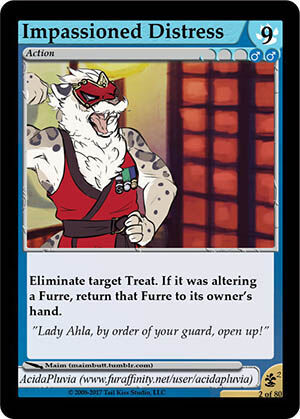 Impassioned Distress 9
Action
Eliminate target Treat. If it was altering
a Furre, return that Furre to its owner's
hand.
"Lady Ahla, by order of your guard, open up!"
Maim (maimbutt.tumblr.com)
AcidaPluvia (www.furaffinity.net/user/acidapluvia)
© 2006-2017 Tail Kiss Studio, LLC
2 of 80